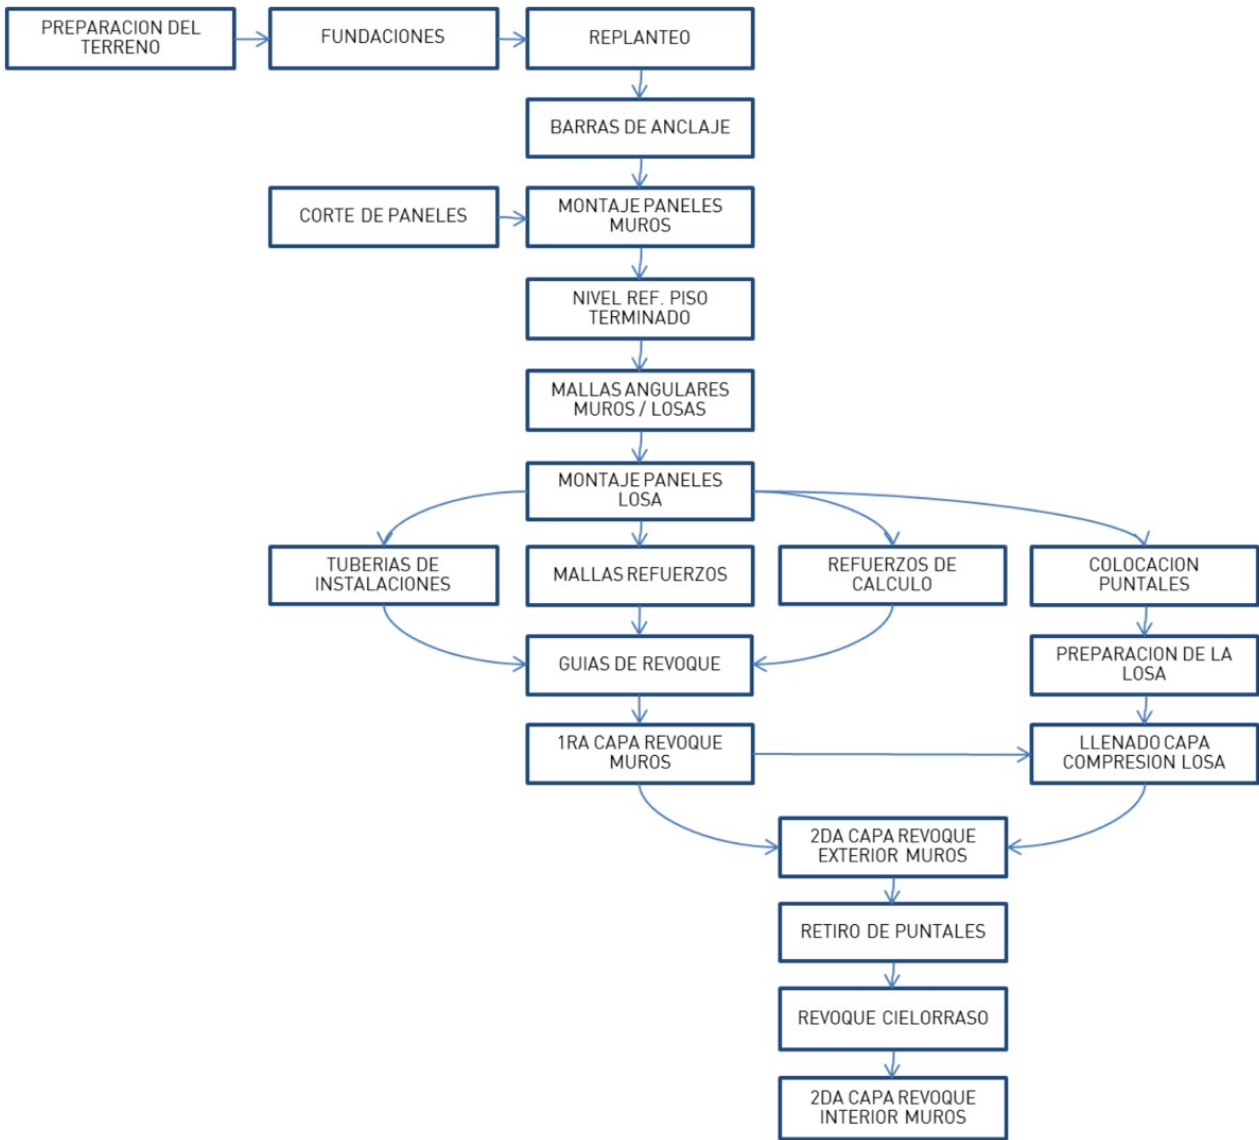 PREPARACION DEL
TERRENO
FUNDACIONES
REPLANTEO
BARRAS DE ANCLAJE
CORTE DE PANELES
MONTAJE PANELES
MUROS
NIVEL REF. PISO
TERMINADO
MALLAS ANGULARES
MUROS / LOSAS
MONTAJE PANELES
LOSA
TUBERIAS DE
INSTALACIONES
MALLAS REFUERZOS
REFUERZOS DE
CALCULO
COLOCACION
PUNTALES
GUIAS DE REVOQUE
PREPARACION DE LA
LOSA
1RA CAPA REVOQUE
MUROS
LLENADO CAPA
COMPRESION LOSA
2DA CAPA REVOQUE
EXTERIOR MUROS
RETIRO DE PUNTALES
REVOQUE CIELORRASO
2DA CAPA REVOQUE
INTERIOR MUROS